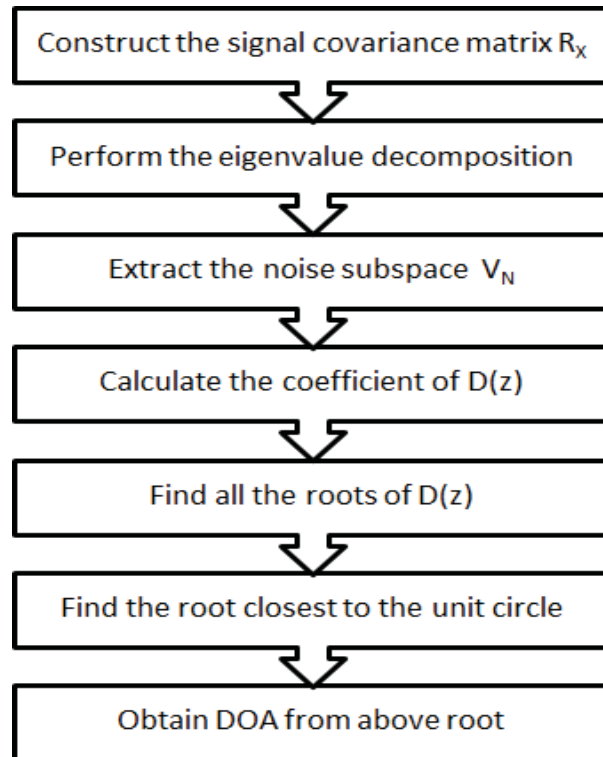 Construct the signal covariance matrix R_X
Perform the eigenvalue decomposition
Extract the noise subspace V_N
Calculate the coefficient of D(z)
Find all the roots of D(z)
Find the root closest to the unit circle
Obtain DOA from above root